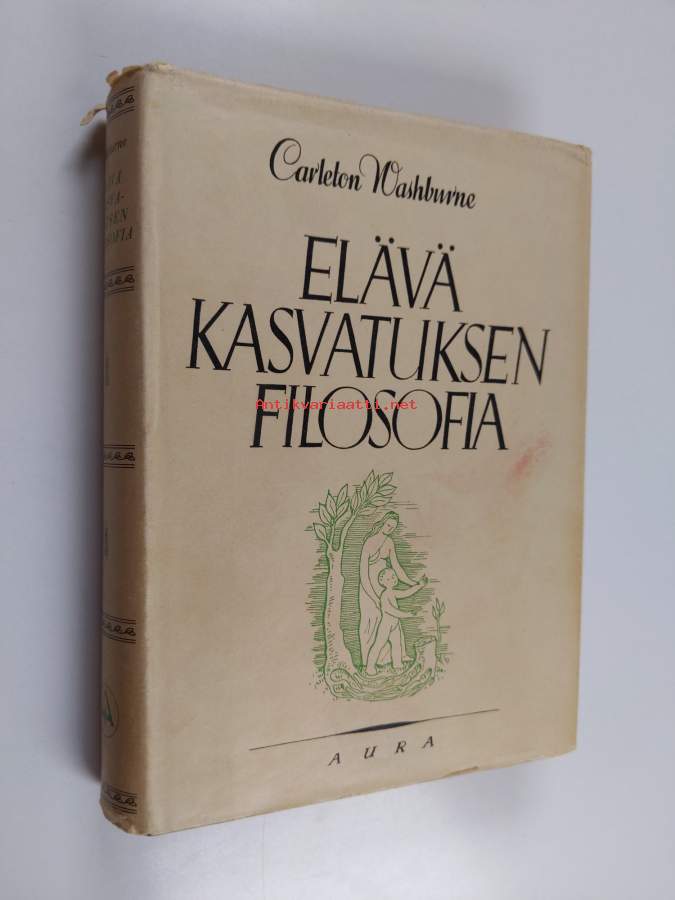 Carleton Washburne
ELÄVÄ
KASVATUKSEN
Antikvariaatti.net
FILOSOFIA
AURA